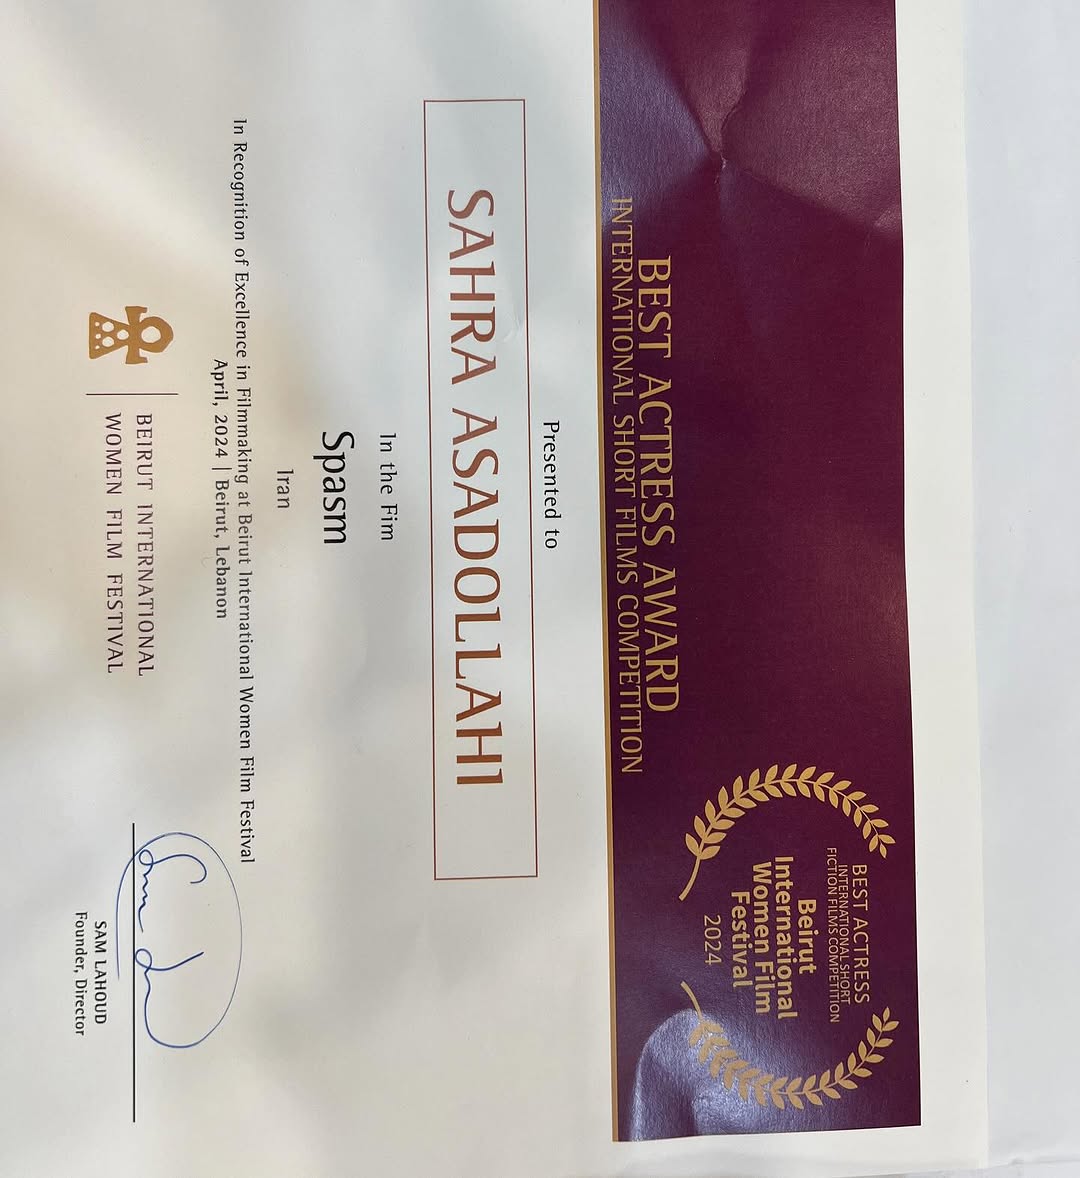 BEST ACTRESS
INTERNATIONAL SHORT
FICTION FILMS COMPETITION
Beirut
International
Women Film
Festival
2024
BEST ACTRESS AWARD
INTERNATIONAL SHORT FILMS COMPETITION
Presented to
SAHRA ASADOLLAHI
In the Fim
Spasm
Iran
In Recognition of Excellence in Filmmaking at Beirut International Women Film Festival
April, 2024 | Beirut, Lebanon
BEIRUT INTERNATIONAL
WOMEN FILM FESTIVAL
SAM LAHOUD
Founder, Director